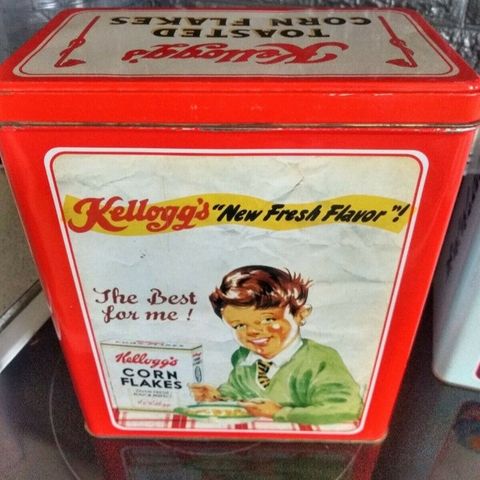 Kellogg's
TOASTED
CORN FLAKES
Kellogg's "New Fresh Flavor"!
The Best
for me!
Kellogg's
CORN
FLAKES